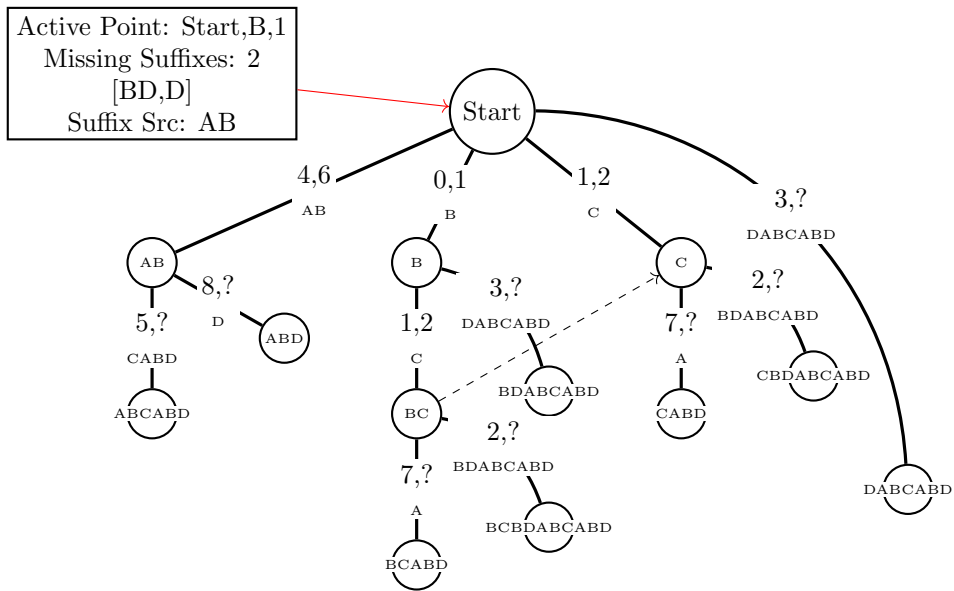 Active Point: Start,B,1
Missing Suffixes: 2
[BD,D]
Suffix Src: AB
Start
4,6
AB
0,1
B
1,2
C
3,?
DABCABD
AB
B
C
8,?
D
5,?
CABD
ABD
3,?
DABCABD
1,2
C
2,?
BDABCABD
7,?
A
ABCABD
BDABCABD
BC
CBDABCABD
CABD
2,?
BDABCABD
7,?
A
DABCABD
BCBDABCABD
BCABD